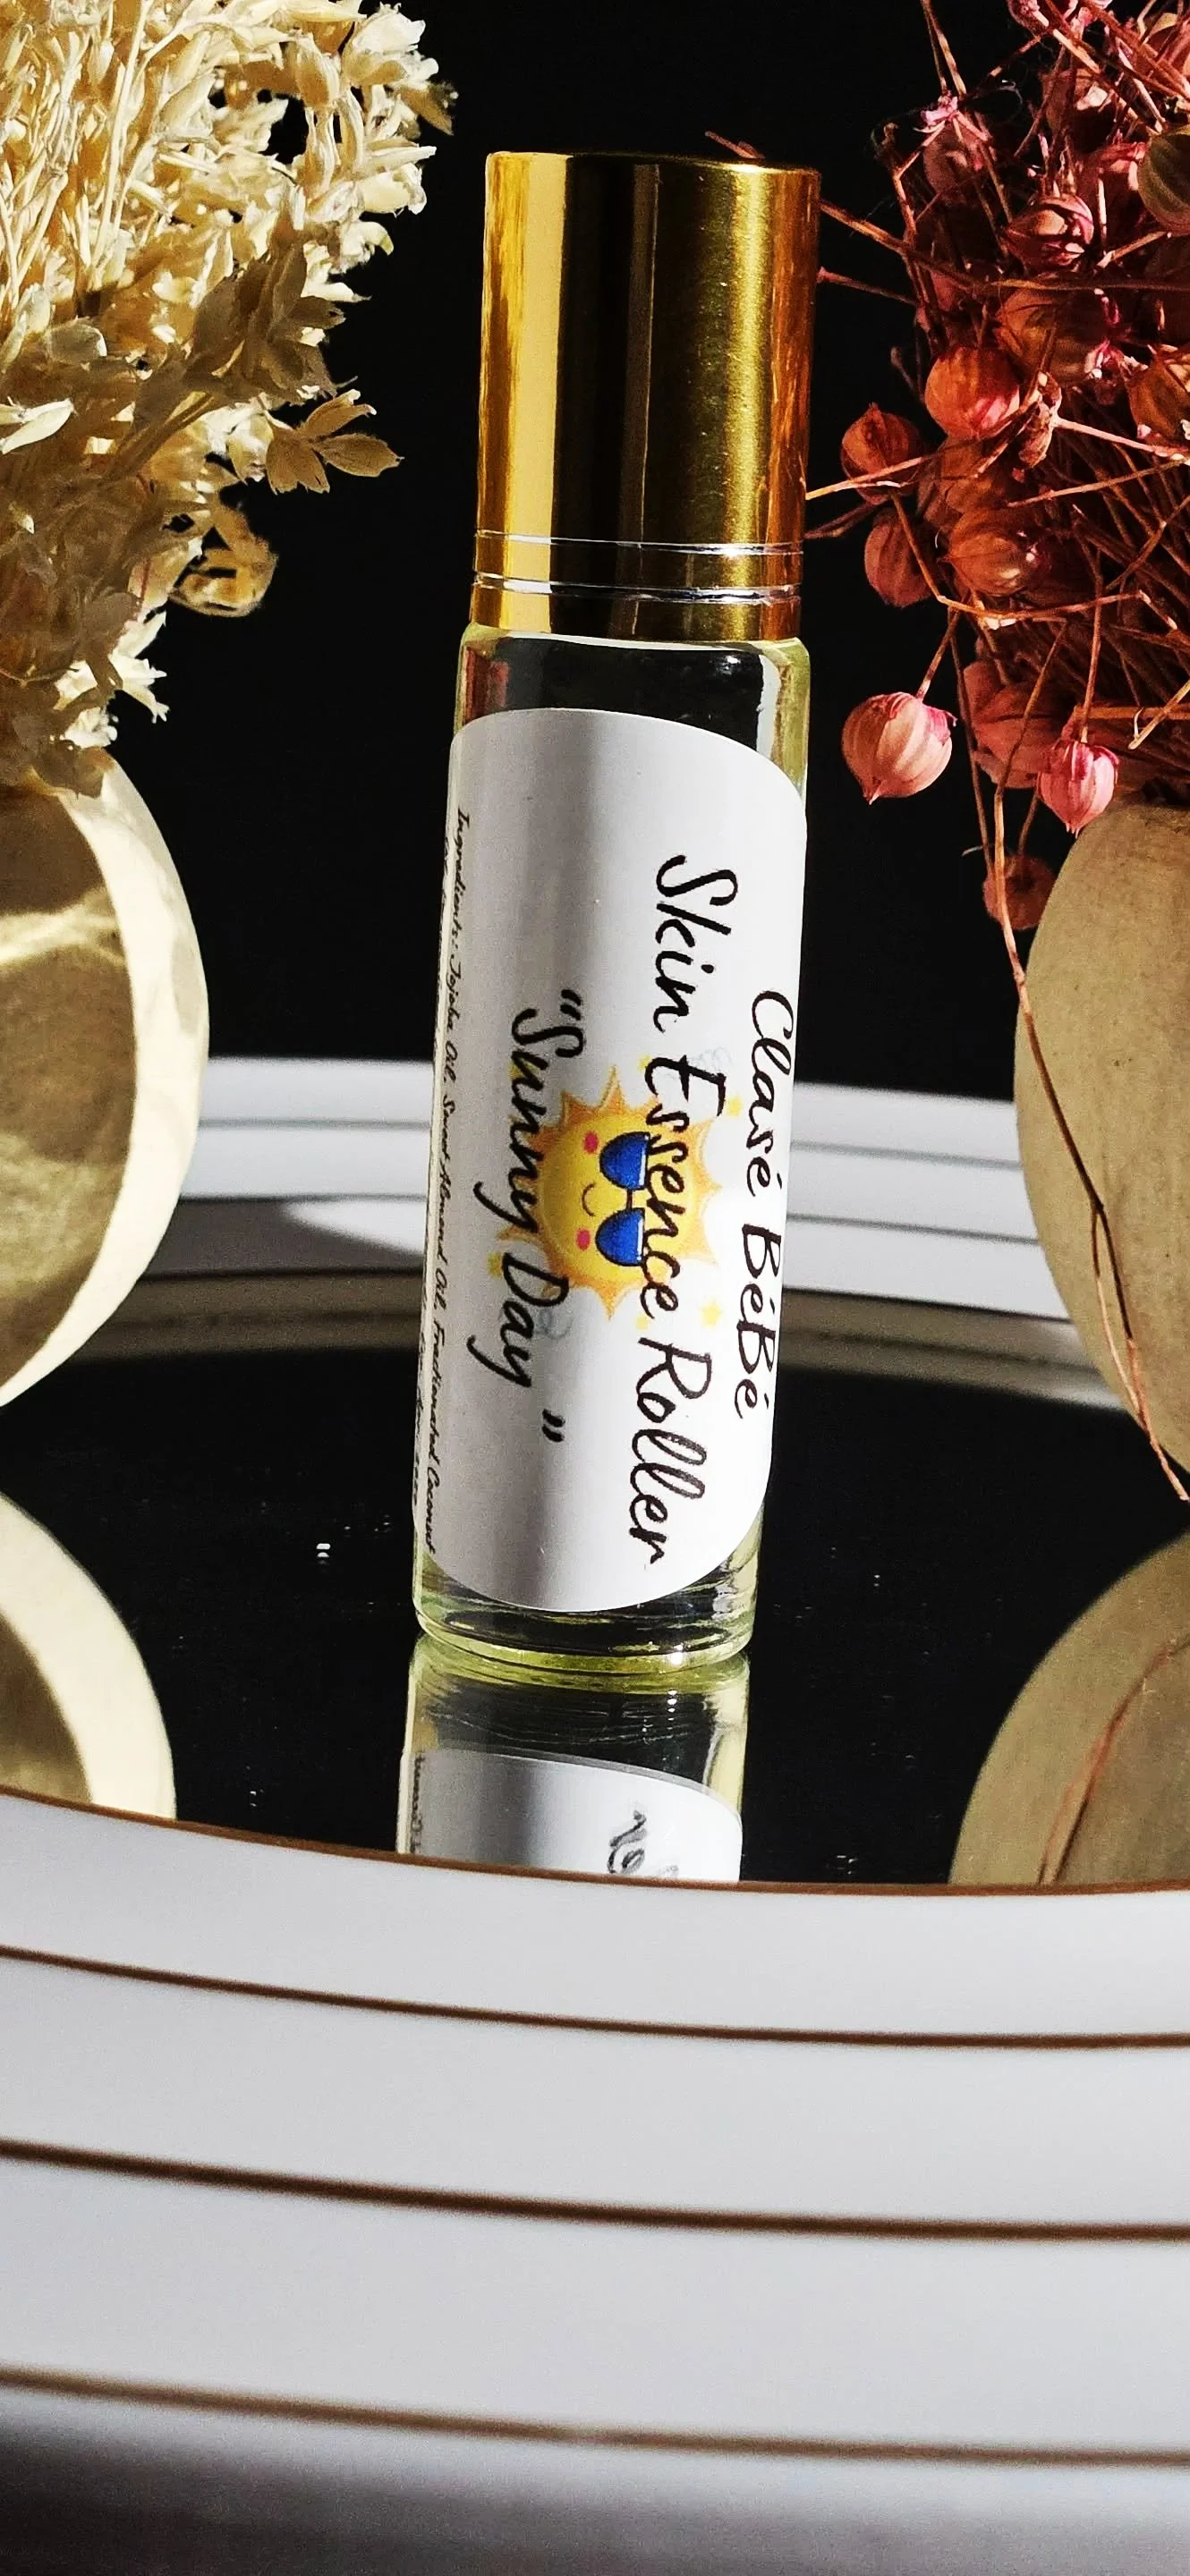 Clasé BéBé
Skin Essence Roller
"Sunny Day"
Ingredients: Jojoba Oil, Sweet Almond Oil, Fractionated Coconut